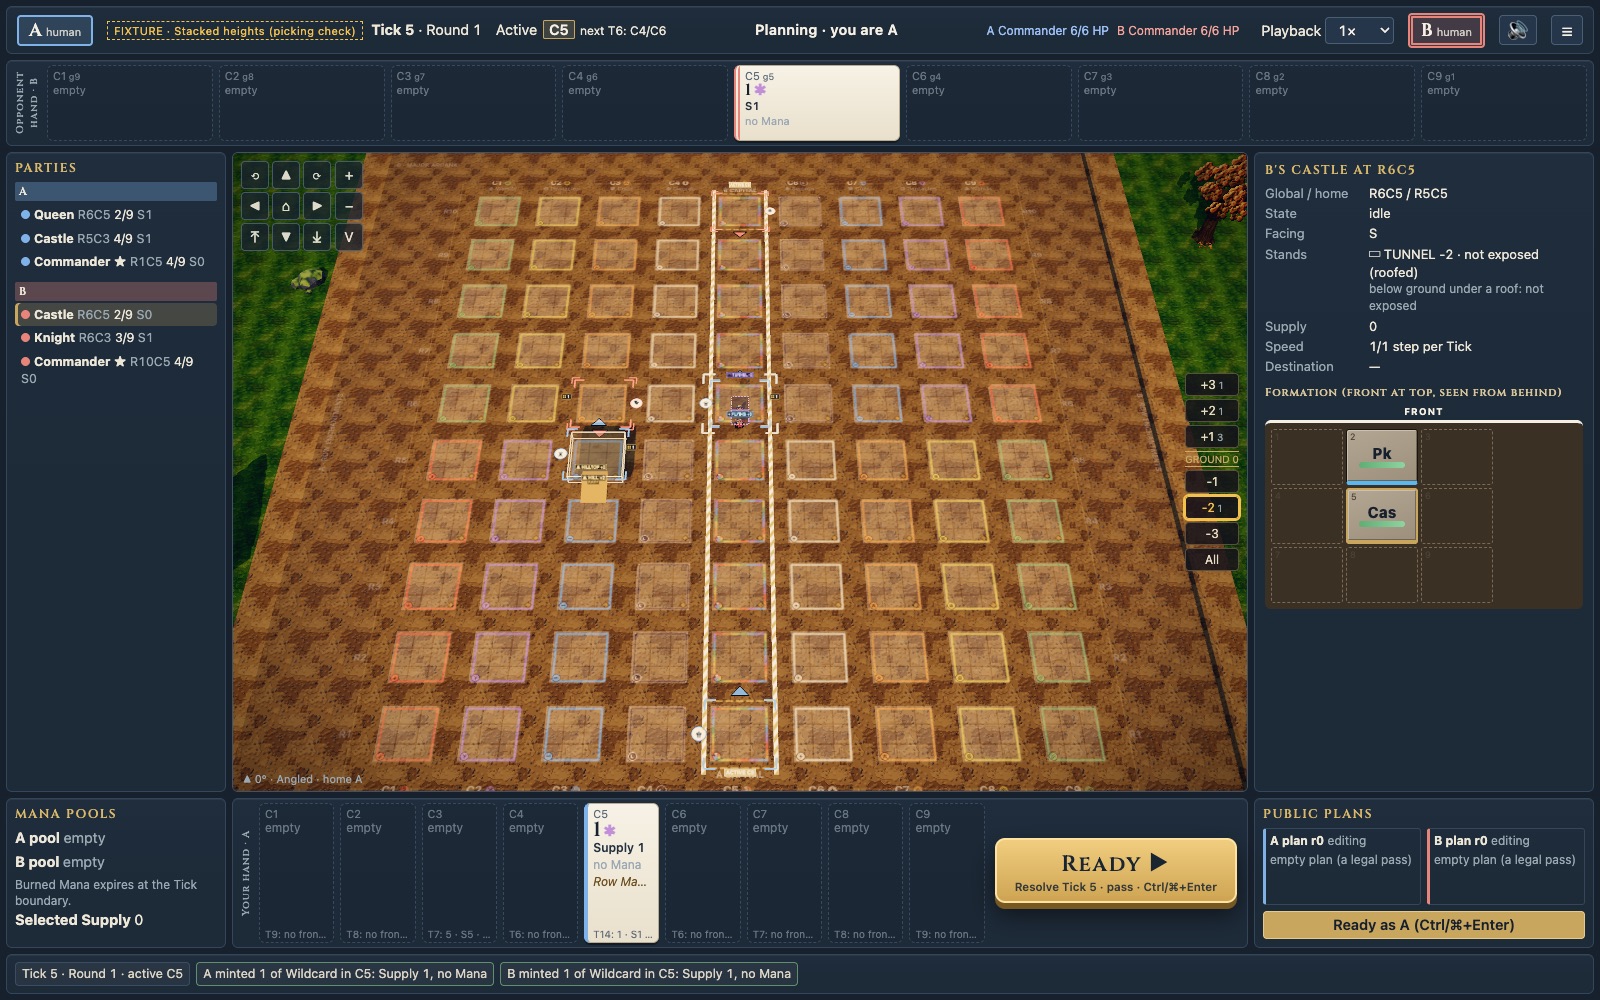 A human
FIXTURE · Stacked heights (picking check)
Tick 5 · Round 1
Active C5 next T6: C4/C6
Planning · you are A
A Commander 6/6 HP B Commander 6/6 HP
Playback 1×
B human
OPPONENT HAND · B
C1 g9
empty
C2 g8
empty
C3 g7
empty
C4 g6
empty
C5 g5
1
S1
no Mana
C6 g4
empty
C7 g3
empty
C8 g2
empty
C9 g1
empty
PARTIES
A
Queen R6C5 2/9 S1
Castle R5C3 4/9 S1
Commander ★ R1C5 4/9 S0
B
Castle R6C5 2/9 S0
Knight R6C3 3/9 S1
Commander ★ R10C5 4/9
S0
V
+3 1
+2 1
+1 3
GROUND 0
-1
-2 1
-3
All
▲ 0° · Angled · home A
B'S CASTLE AT R6C5
Global / home R6C5 / R5C5
State idle
Facing S
Stands TUNNEL -2 · not exposed
(roofed)
below ground under a roof: not
exposed
Supply 0
Speed 1/1 step per Tick
Destination —
FORMATION (FRONT AT TOP, SEEN FROM BEHIND)
FRONT
2
Pk
5
Cas
MANA POOLS
A pool empty
B pool empty
Burned Mana expires at the Tick
boundary.
Selected Supply 0
YOUR HAND · A
C1
empty
T9: no fron...
C2
empty
T8: no fron...
C3
empty
T7: 5 · S5 · ...
C4
empty
T6: no fron...
C5
1
Supply 1
no Mana
Row Ma...
T14: 1 · S1 ...
C6
empty
T6: no fron...
C7
empty
T7: no fron...
C8
empty
T8: no fron...
C9
empty
T9: no fron...
READY ▶
Resolve Tick 5 · pass · Ctrl/⌘+Enter
PUBLIC PLANS
A plan r0 editing
empty plan (a legal pass)
B plan r0 editing
empty plan (a legal pass)
Ready as A (Ctrl/⌘+Enter)
Tick 5 · Round 1 · active C5
A minted 1 of Wildcard in C5: Supply 1, no Mana
B minted 1 of Wildcard in C5: Supply 1, no Mana